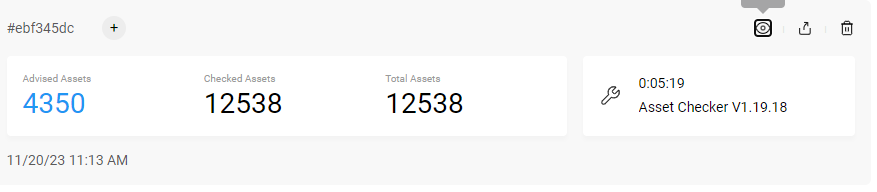 #ebf345dc +
Advised Assets Checked Assets Total Assets
4350 12538 12538
0:05:19
Asset Checker V1.19.18
11/20/23 11:13 AM